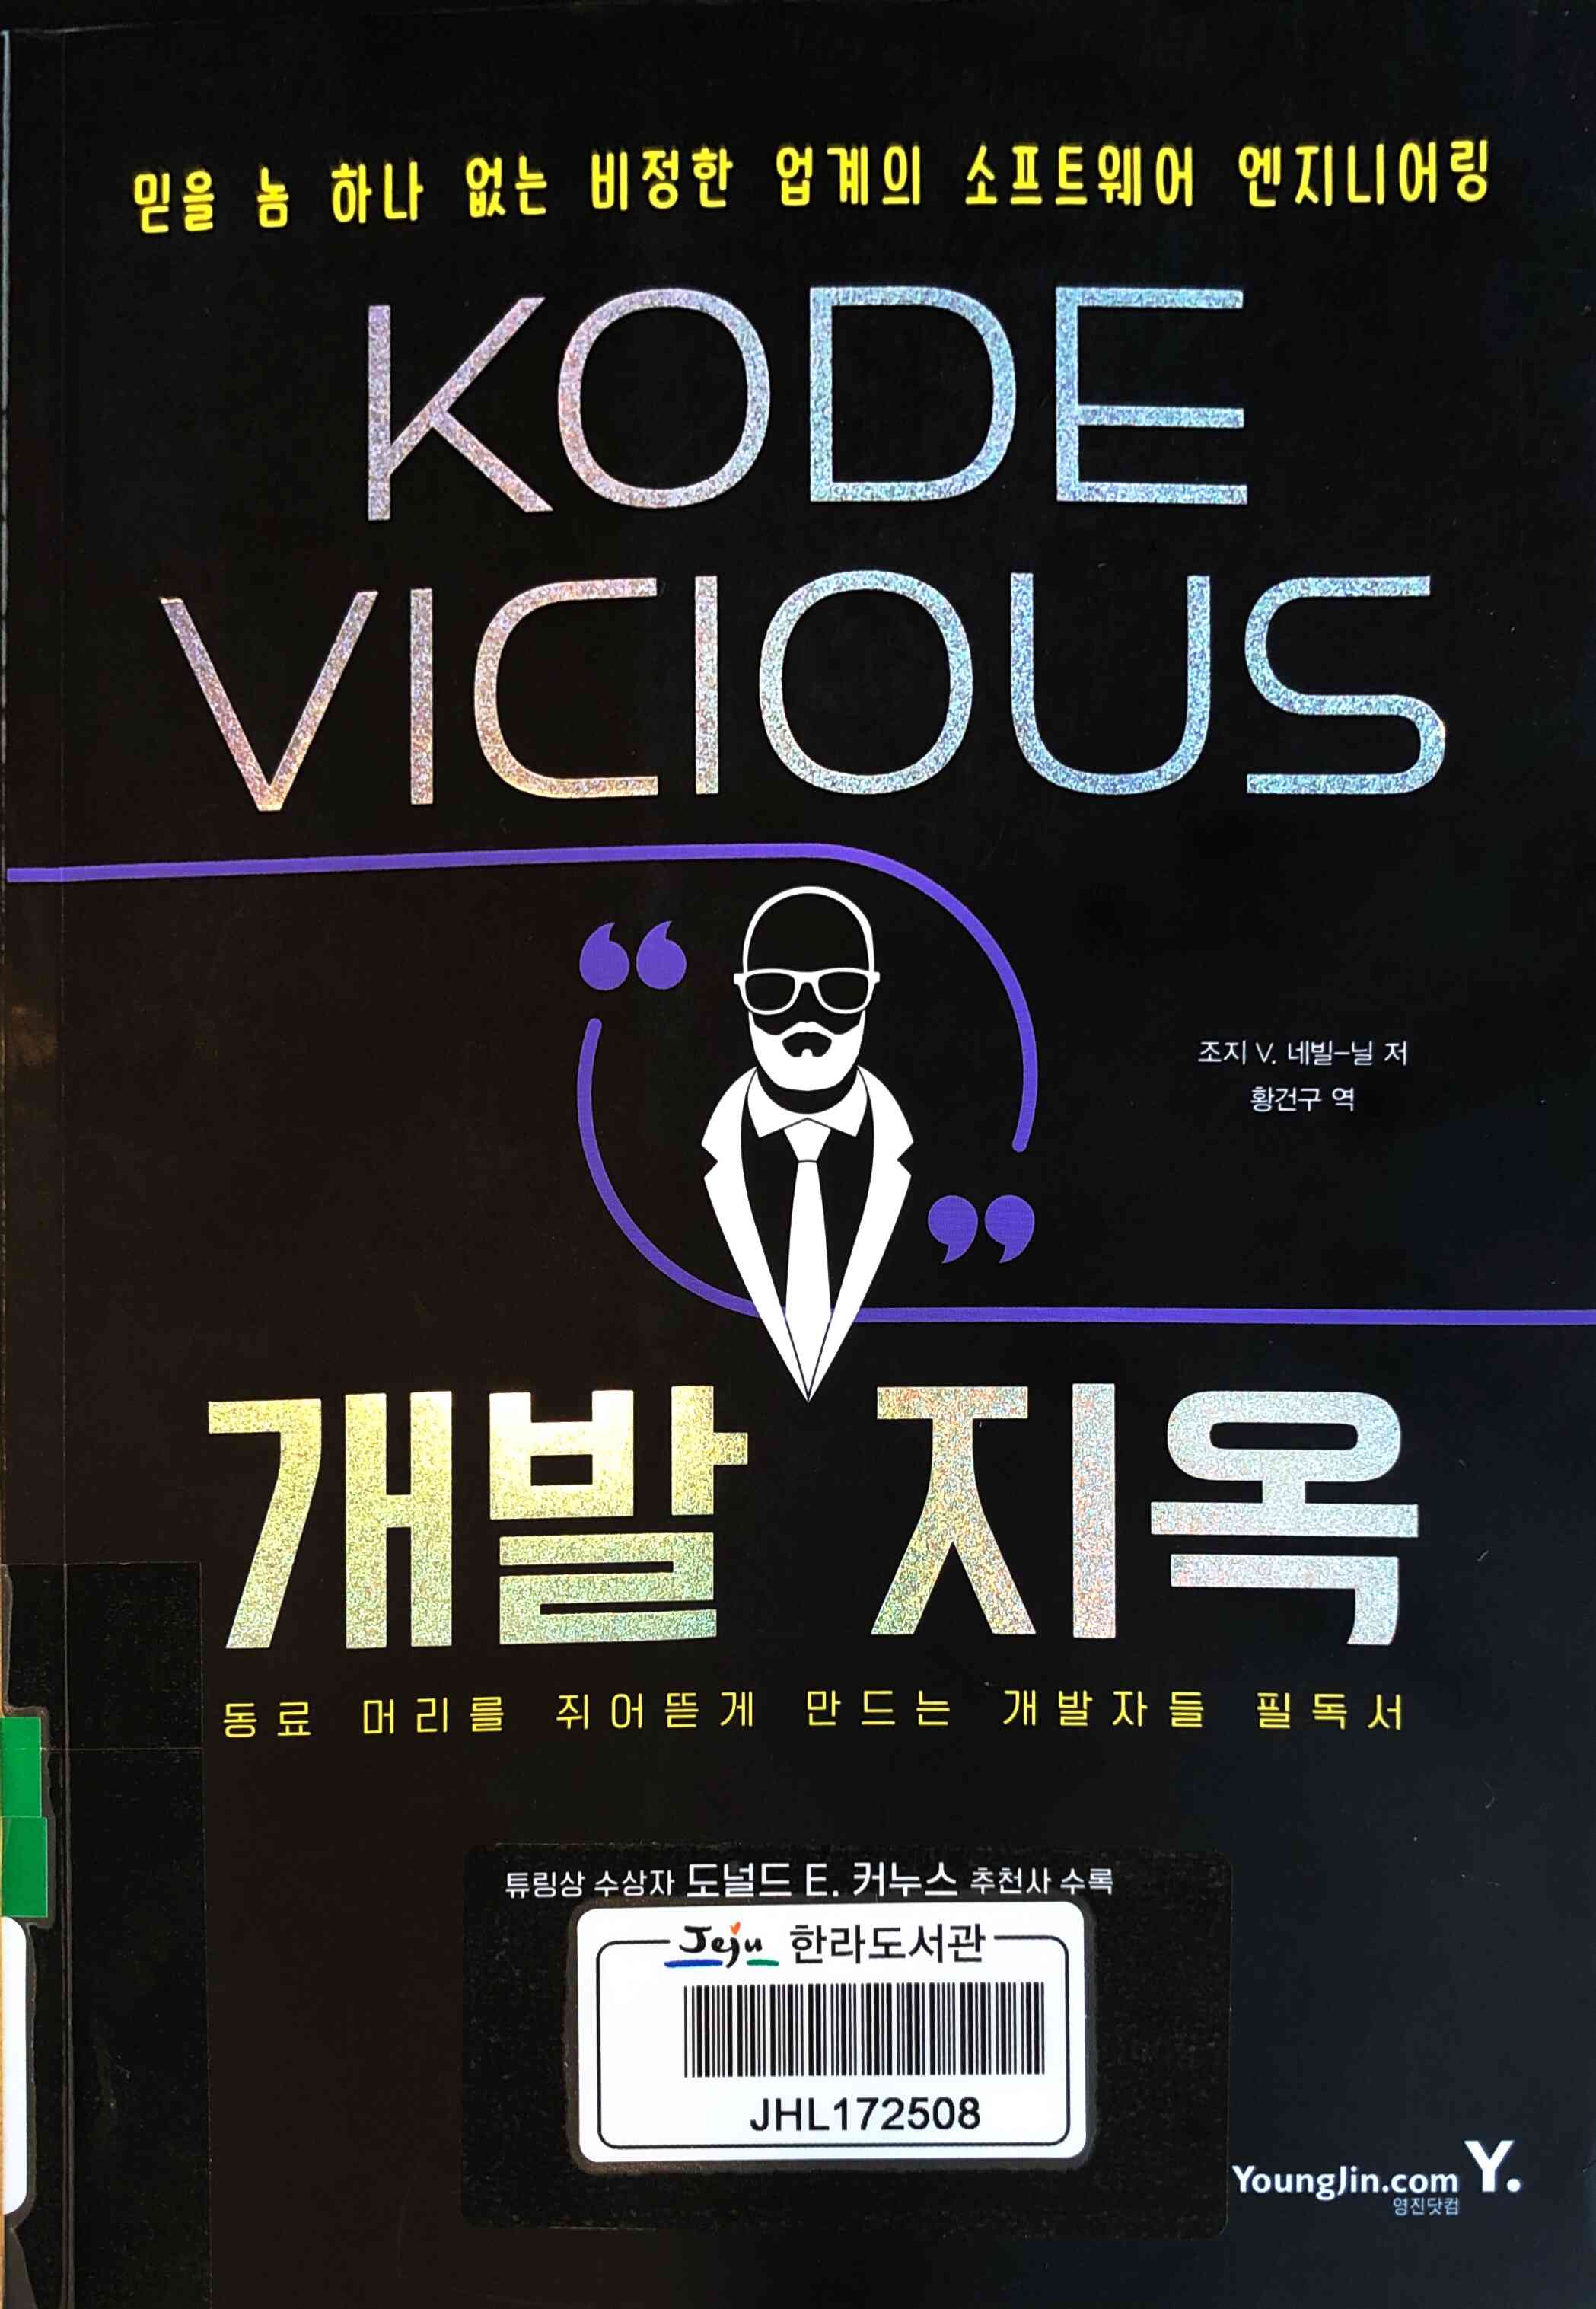 믿을 놈 하나 없는 비정한 업계의 소프트웨어 엔지니어링
KODE
VICIOUS
“
조지 V. 네빌-닐 저
황건구 역
”
개발 지옥
동료 머리를 쥐어뜯게 만드는 개발자들 필독서
튜링상 수상자 도널드 E. 커누스 추천사 수록
Jeju 한라도서관
JHL172508
YoungJin.com Y.
영진닷컴